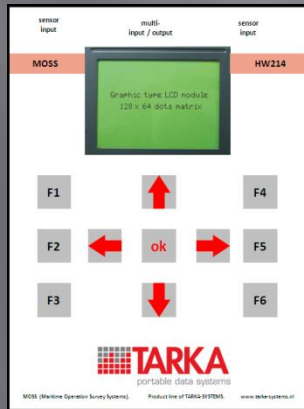 sensor input
multi-input / output
sensor input
MOSS
HW214
Graphic type LCD module
128 x 64 dots matrix
F1
F4
F2
ok
F5
F3
F6
TARKA
portable data systems
MOSS (Maritime Operation Survey Systems). Product line of TARKA-SYSTEMS. www.tarka-systems.nl